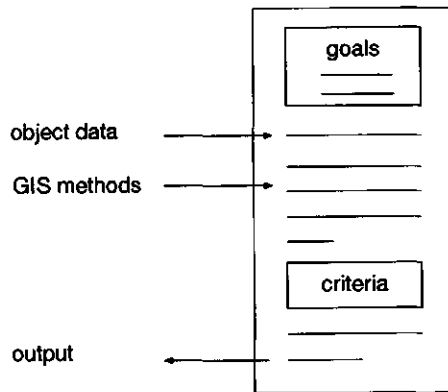 goals
object data
GIS methods
criteria
output